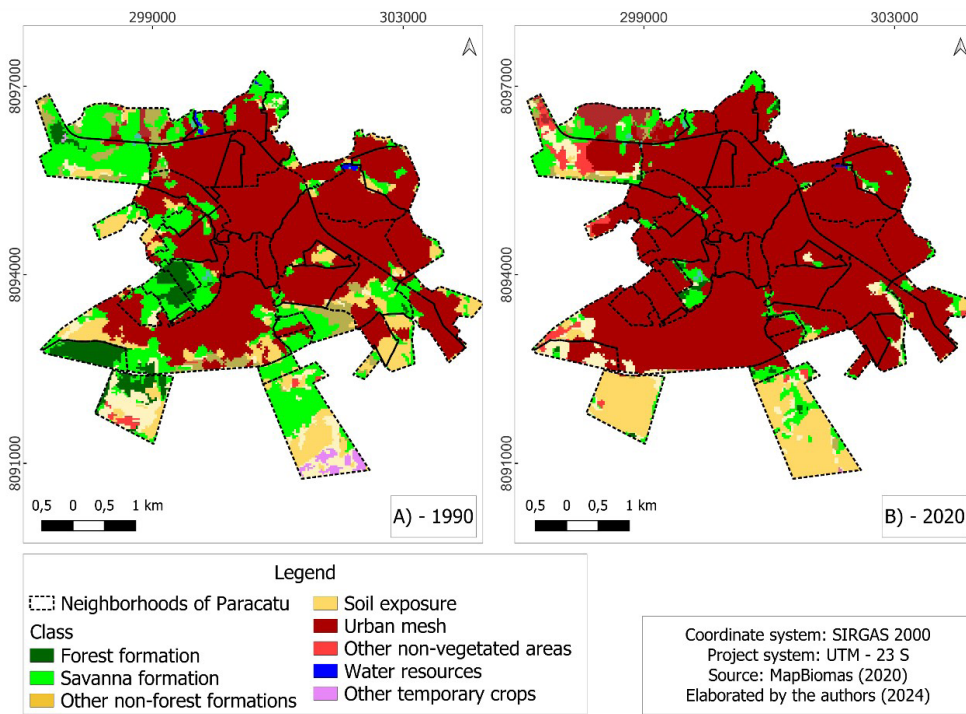 299000 303000
299000 303000
8097000
8094000
8091000
8097000
8094000
8091000
0,5 0 0,5 1 km
A) - 1990
0,5 0 0,5 1 km
B) - 2020
Legend
Neighborhoods of Paracatu
Class
Forest formation
Savanna formation
Other non-forest formations
Soil exposure
Urban mesh
Other non-vegetated areas
Water resources
Other temporary crops
Coordinate system: SIRGAS 2000
Project system: UTM - 23 S
Source: MapBiomas (2020)
Elaborated by the authors (2024)